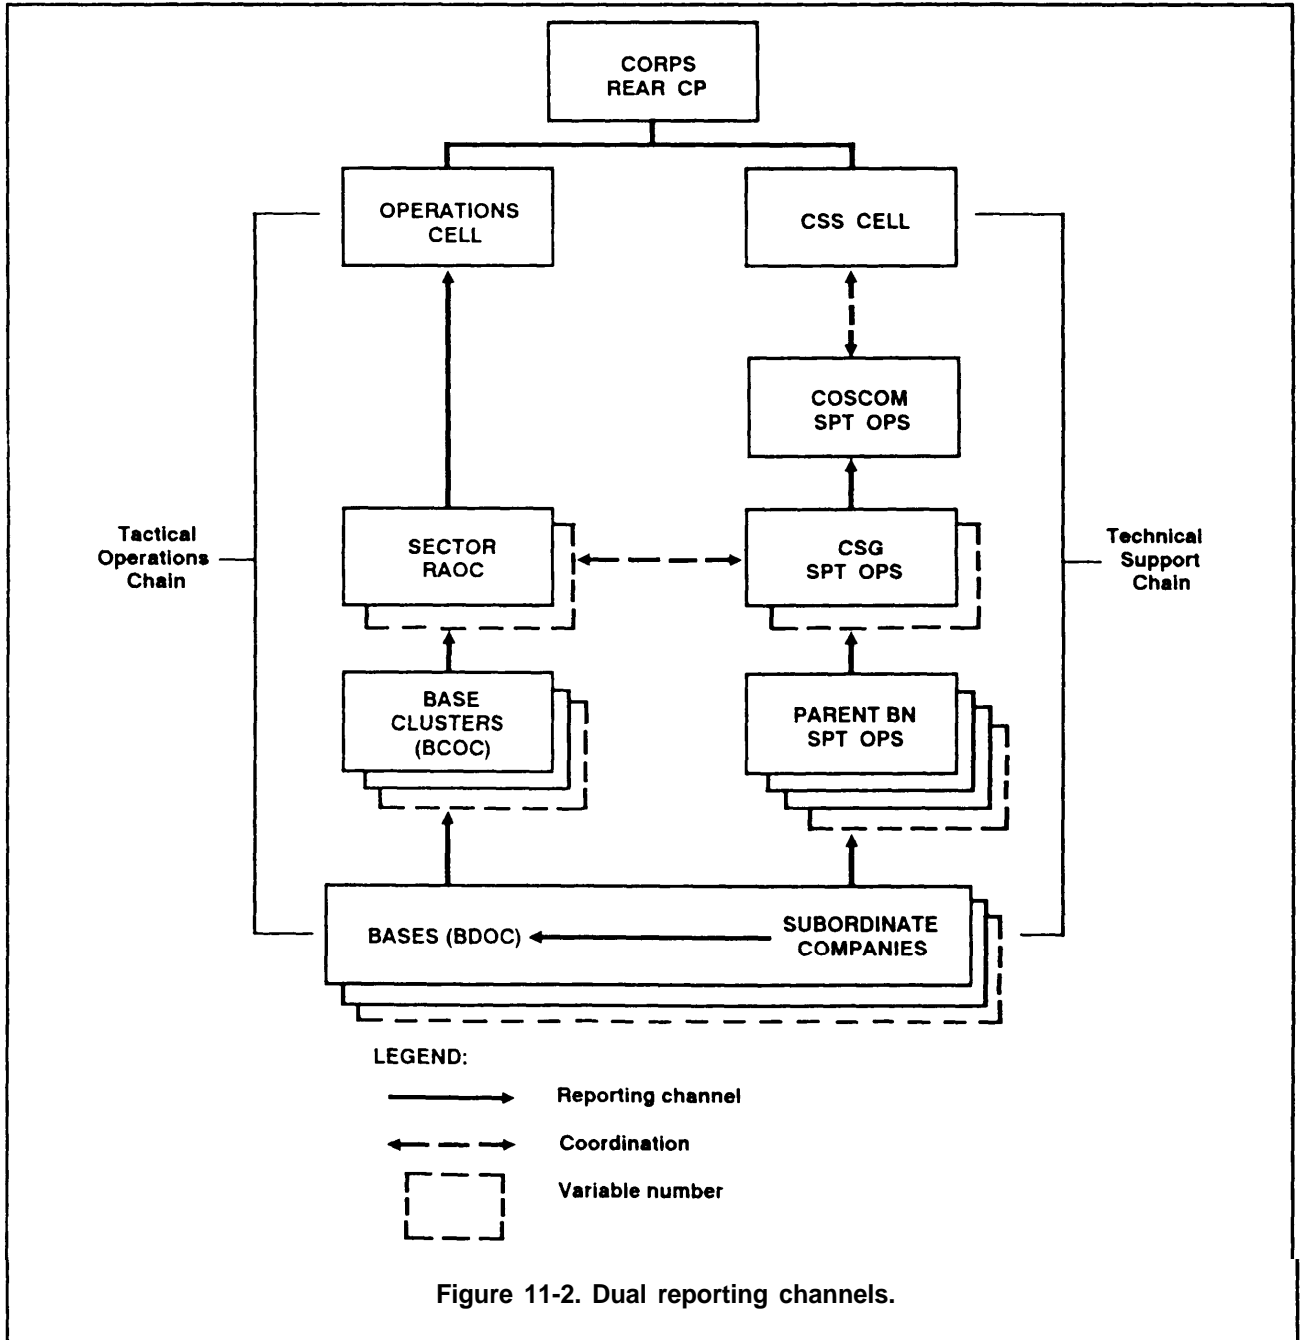 CORPS
REAR CP
OPERATIONS
CELL
CSS CELL
COSCOM
SPT OPS
Tactical
Operations
Chain
SECTOR
RAOC
CSG
SPT OPS
Technical
Support
Chain
BASE
CLUSTERS
(BCOC)
PARENT BN
SPT OPS
BASES (BDOC)
SUBORDINATE
COMPANIES
LEGEND:
Reporting channel
Coordination
Variable number
Figure 11-2. Dual reporting channels.